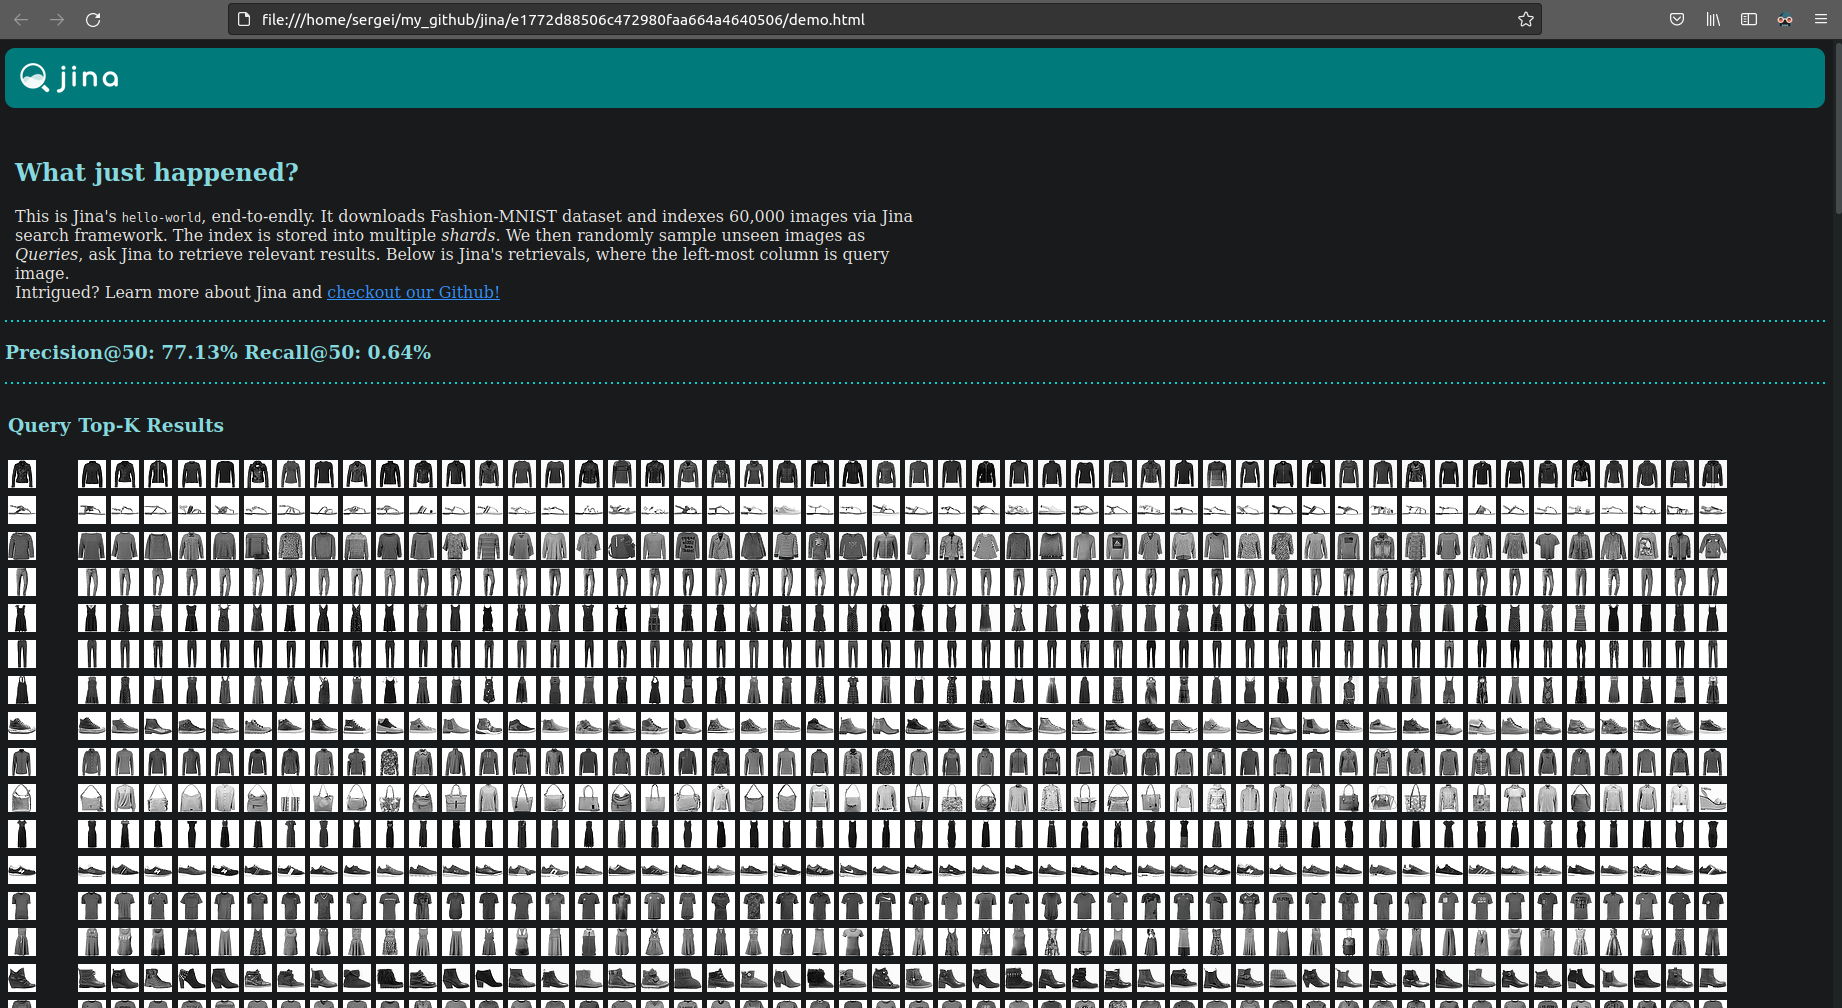 file:///home/sergei/my_github/jina/e1772d88506c472980faa664a4640506/demo.html
jina
What just happened?
This is Jina's hello-world, end-to-endly. It downloads Fashion-MNIST dataset and indexes 60,000 images via Jina
search framework. The index is stored into multiple shards. We then randomly sample unseen images as
Queries, ask Jina to retrieve relevant results. Below is Jina's retrievals, where the left-most column is query
image.
Intrigued? Learn more about Jina and checkout our Github!
Precision@50: 77.13% Recall@50: 0.64%
Query Top-K Results